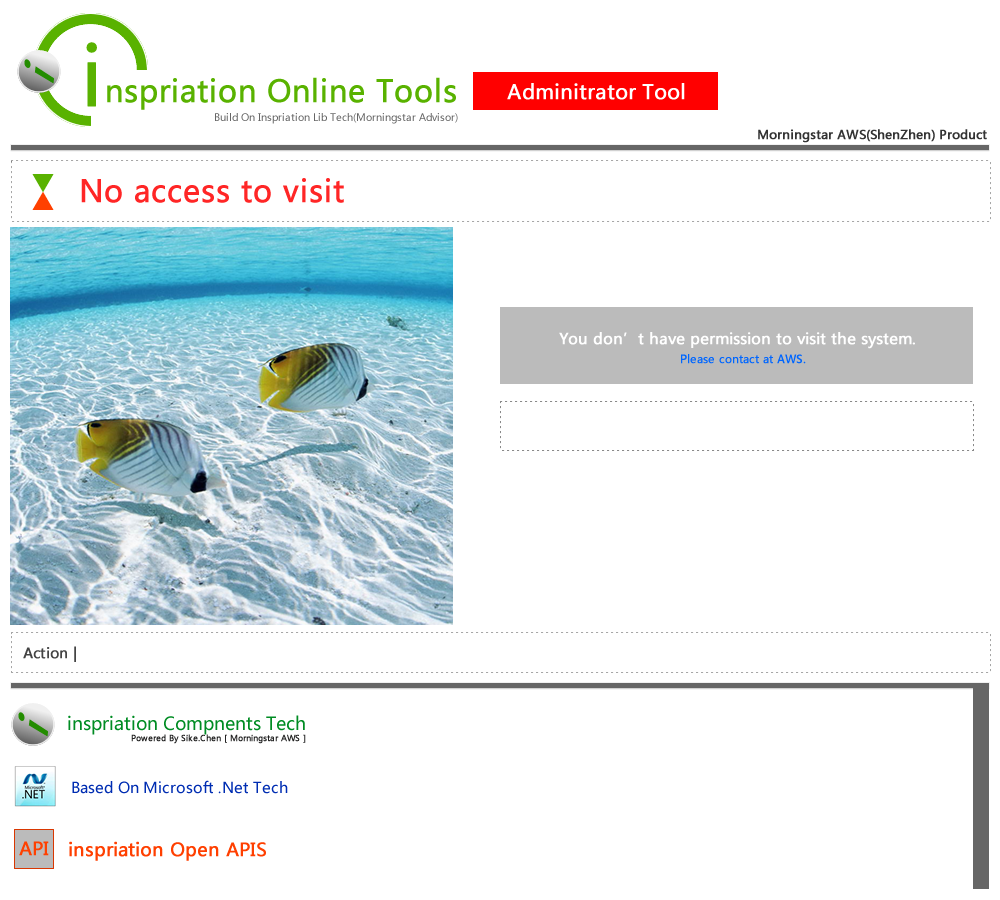 inspriation Online Tools
Adminitrator Tool
Build On Inspriation Lib Tech(Morningstar Advisor)
Morningstar AWS(ShenZhen) Product
No access to visit
You don’t have permission to visit the system.
Please contact at AWS.
Action |
inspriation Compnents Tech
Powered By Sike.Chen [ Morningstar AWS ]
Microsoft
.NET
Based On Microsoft .Net Tech
API
inspriation Open APIS